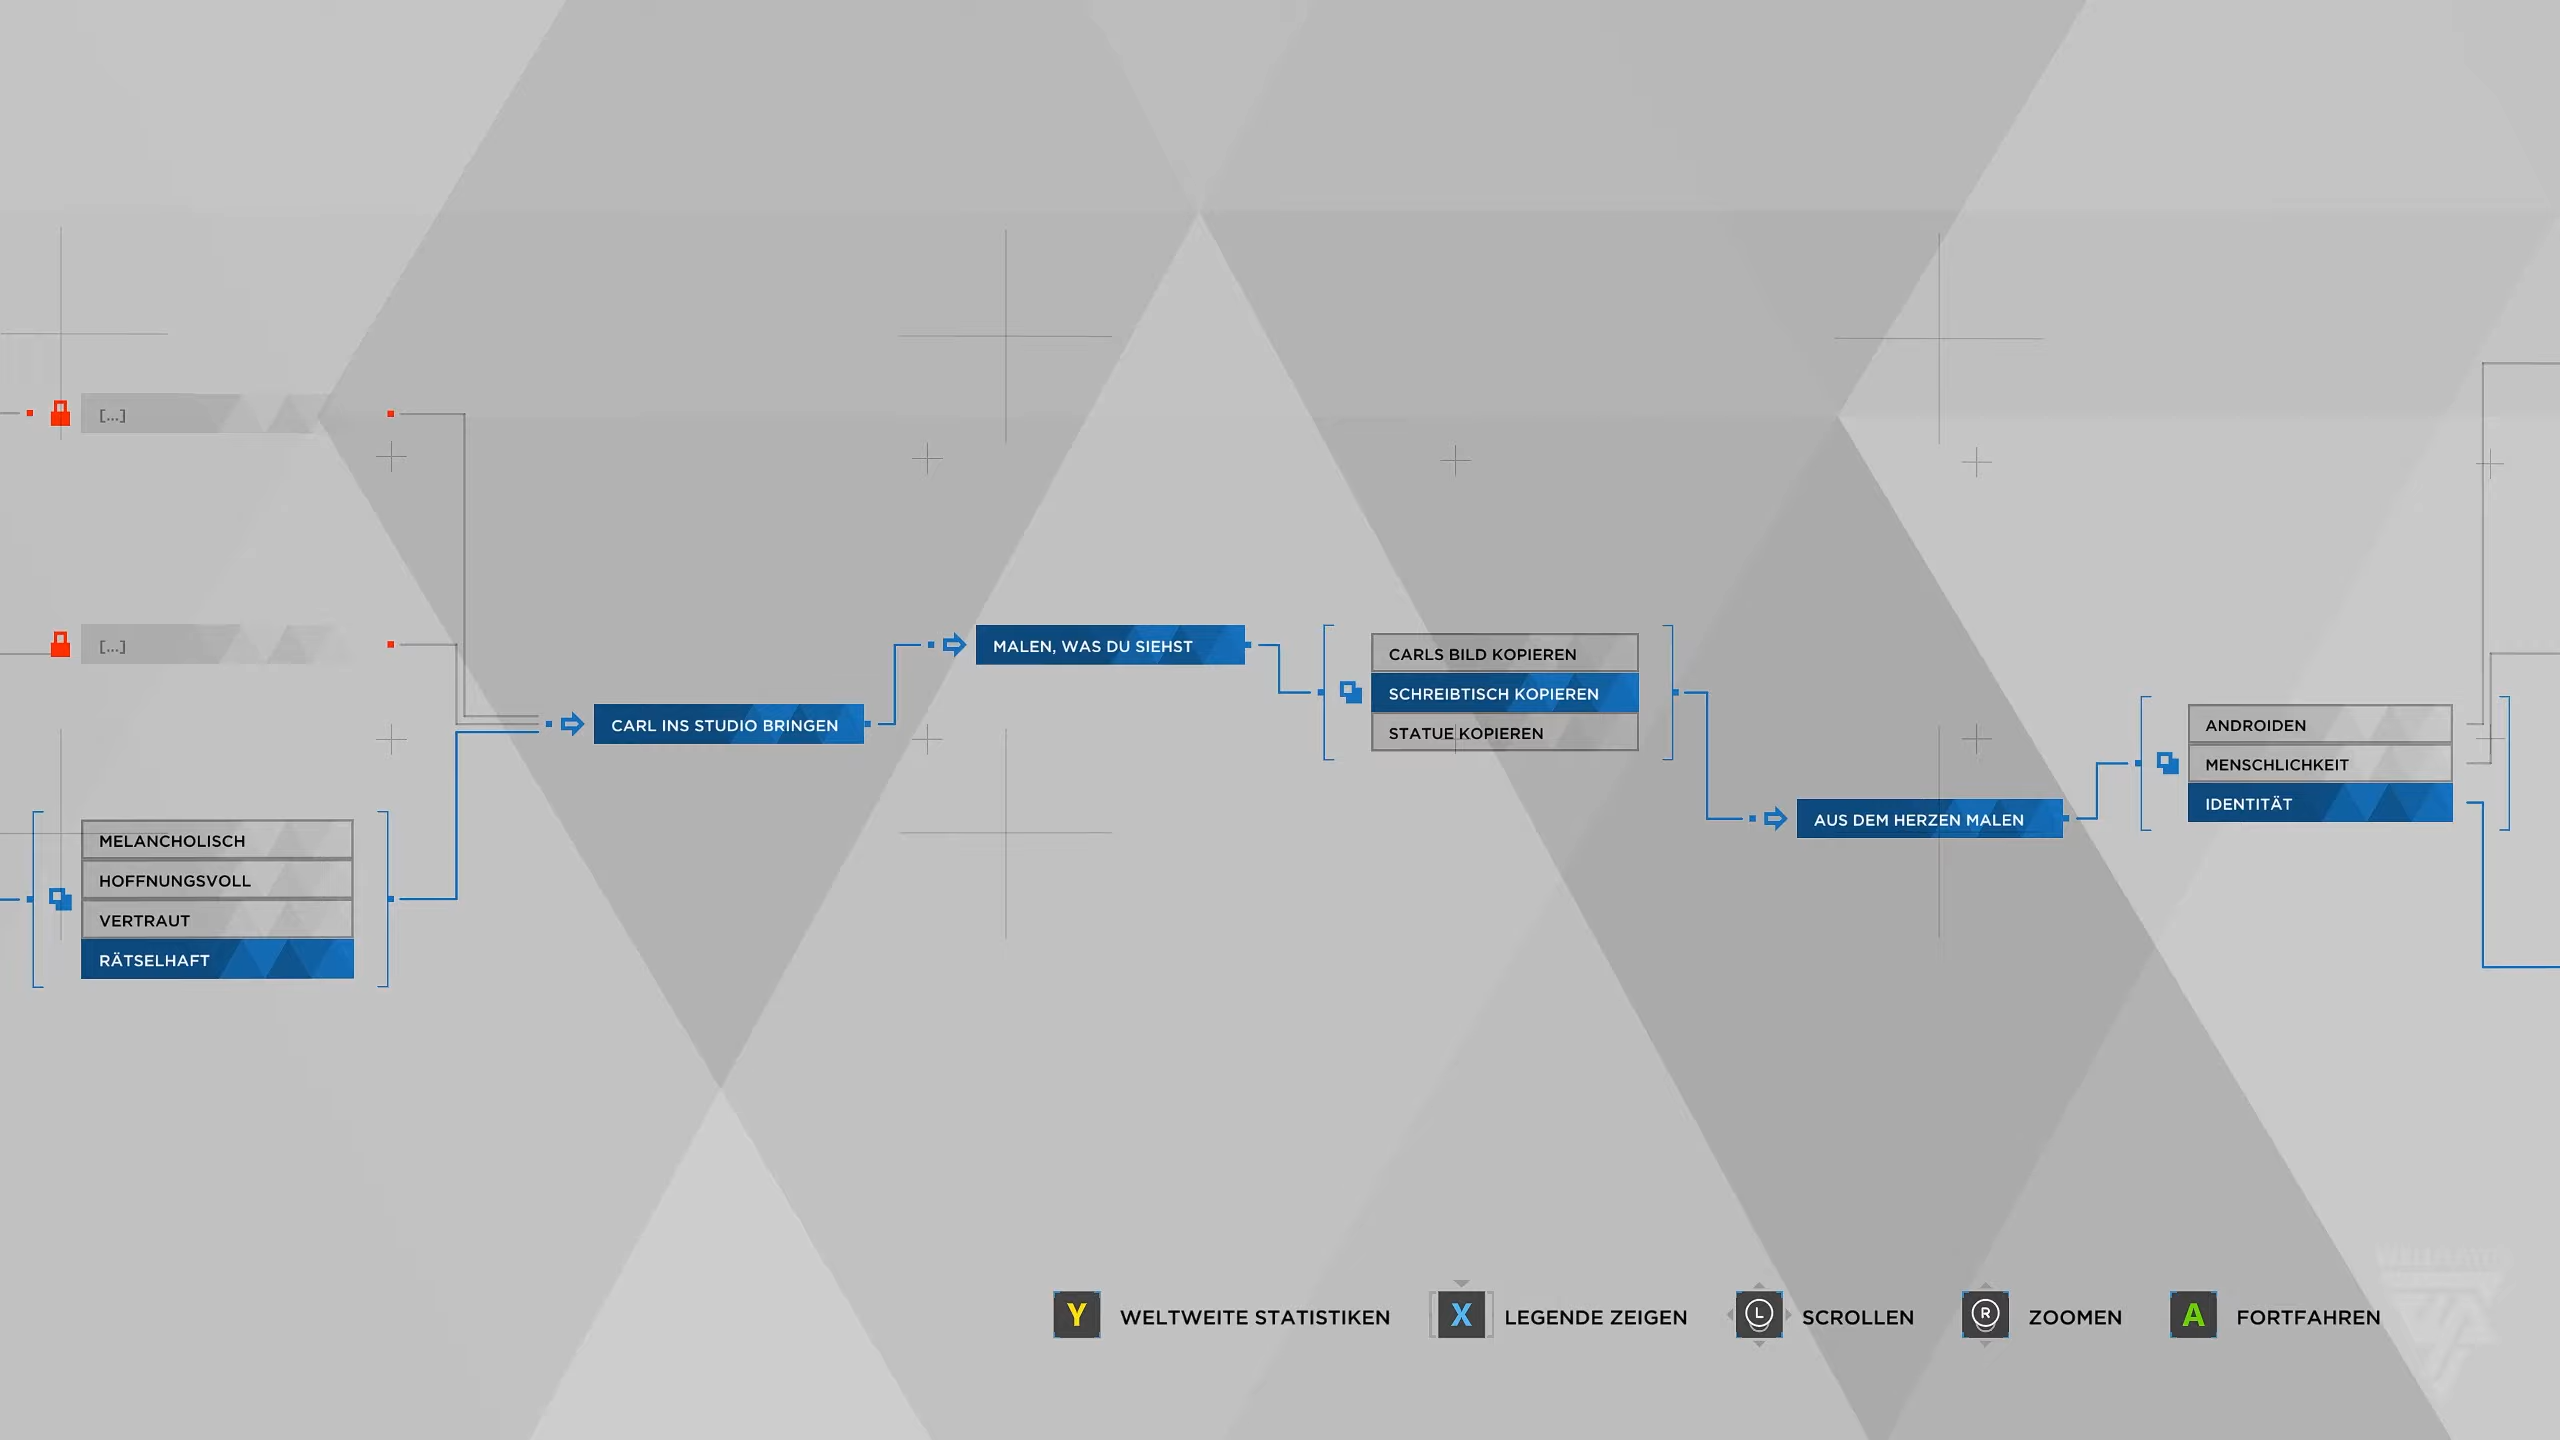 [...]
[...]
MELANCHOLISCH
HOFFNUNGSVOLL
VERTRAUT
RÄTSELHAFT
CARL INS STUDIO BRINGEN
MALEN, WAS DU SIEHST
CARLS BILD KOPIEREN
SCHREIBTISCH KOPIEREN
STATUE KOPIEREN
AUS DEM HERZEN MALEN
ANDROIDEN
MENSCHLICHKEIT
IDENTITÄT
Y WELTWEITE STATISTIKEN
X LEGENDE ZEIGEN
L SCROLLEN
R ZOOMEN
A FORTFAHREN